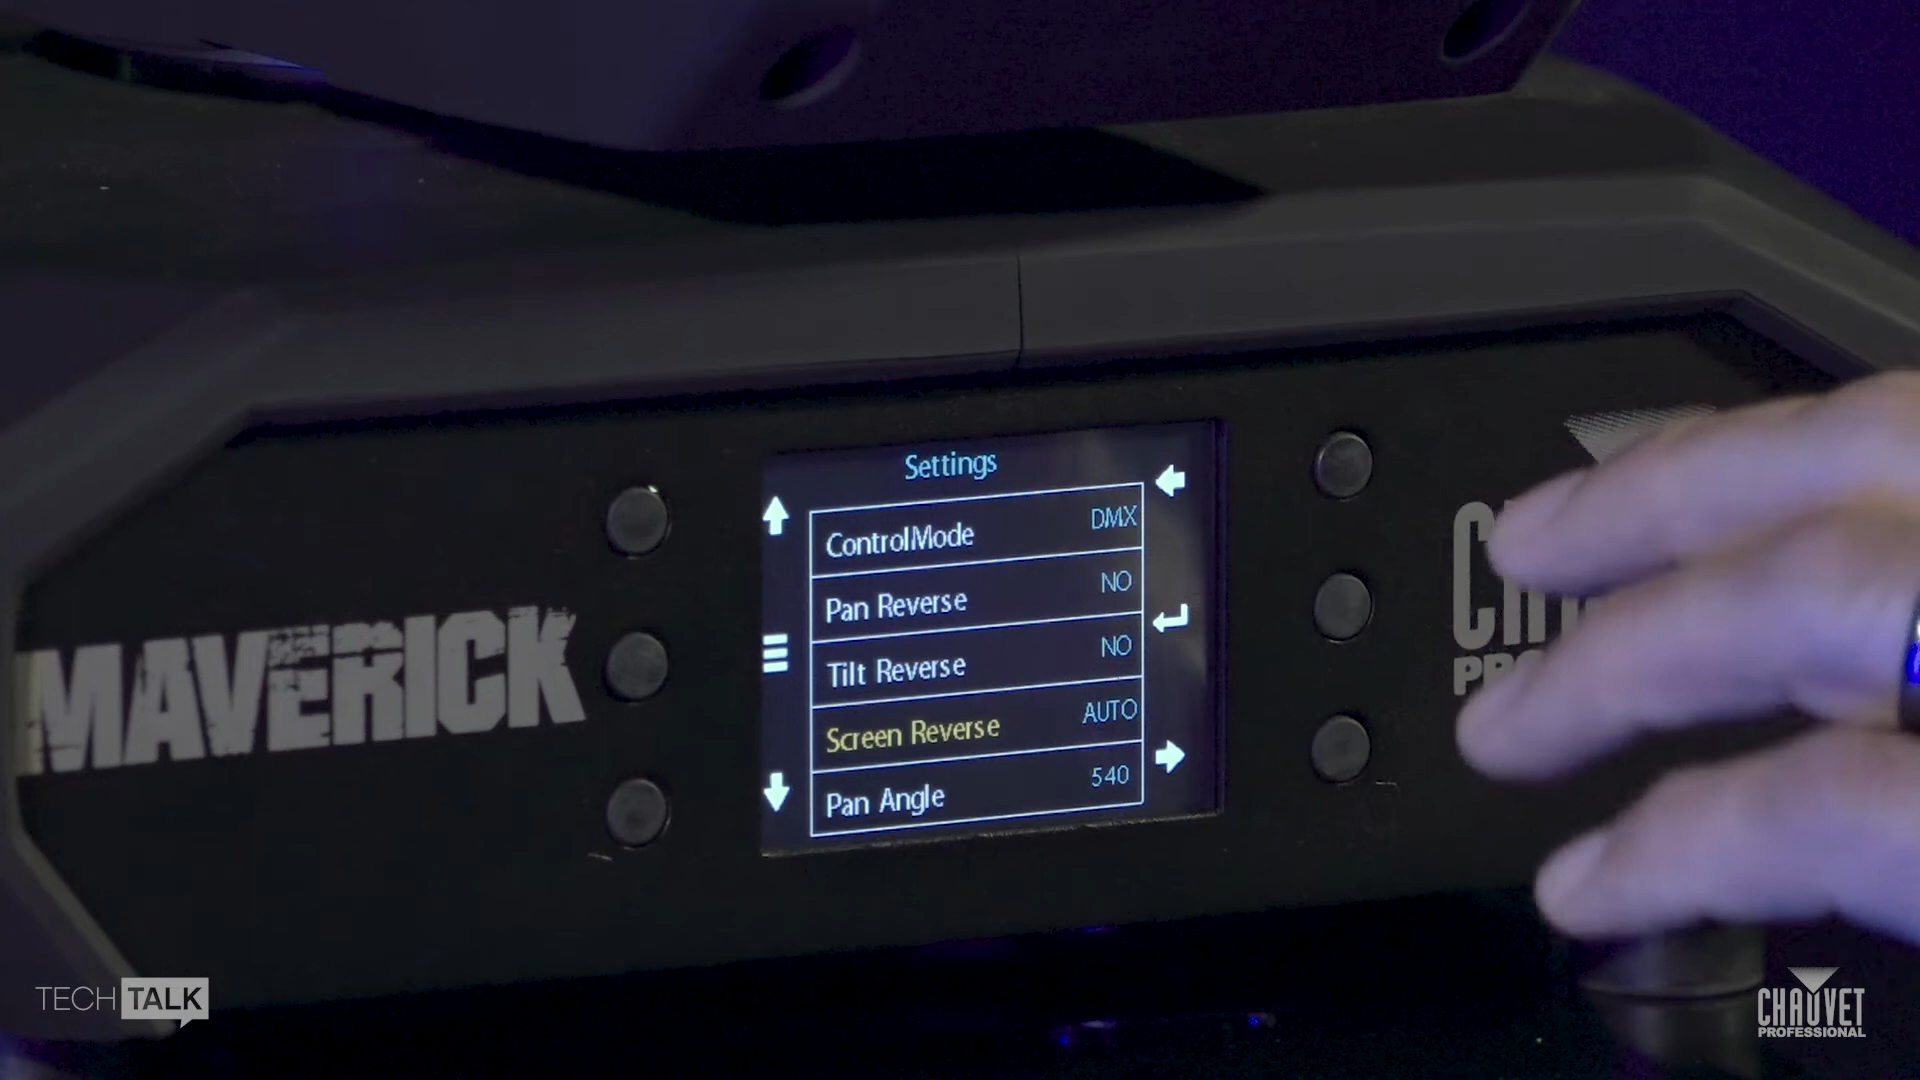 Settings
ControlMode DMX
Pan Reverse NO
Tilt Reverse NO
Screen Reverse AUTO
Pan Angle 540
MAVERICK
TECH TALK
CHAUVET
PROFESSIONAL